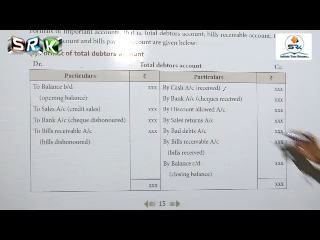 SRK
important accounts, that is, total debtors account, bills receivable account,
account and bills pay account are given below:
of total debtors account
Dr. Total debtors account Cr.
Particulars ₹ Particulars ₹
To Balance b/d xxx By Cash A/c (received) xxx
(opening balance) By Bank A/c (cheques received) xxx
To Sales A/c (credit sales) xxx By Discount allowed A/c xxx
To Bank A/c (cheque dishonoured) xxx By Sales returns A/c xxx
To Bills receivable A/c xxx By Bad debts A/c xxx
(bills dishonoured) By Bills receivable A/c xxx
(bills received)
By Balance c/d xxx
(closing balance)
xxx xxx
15